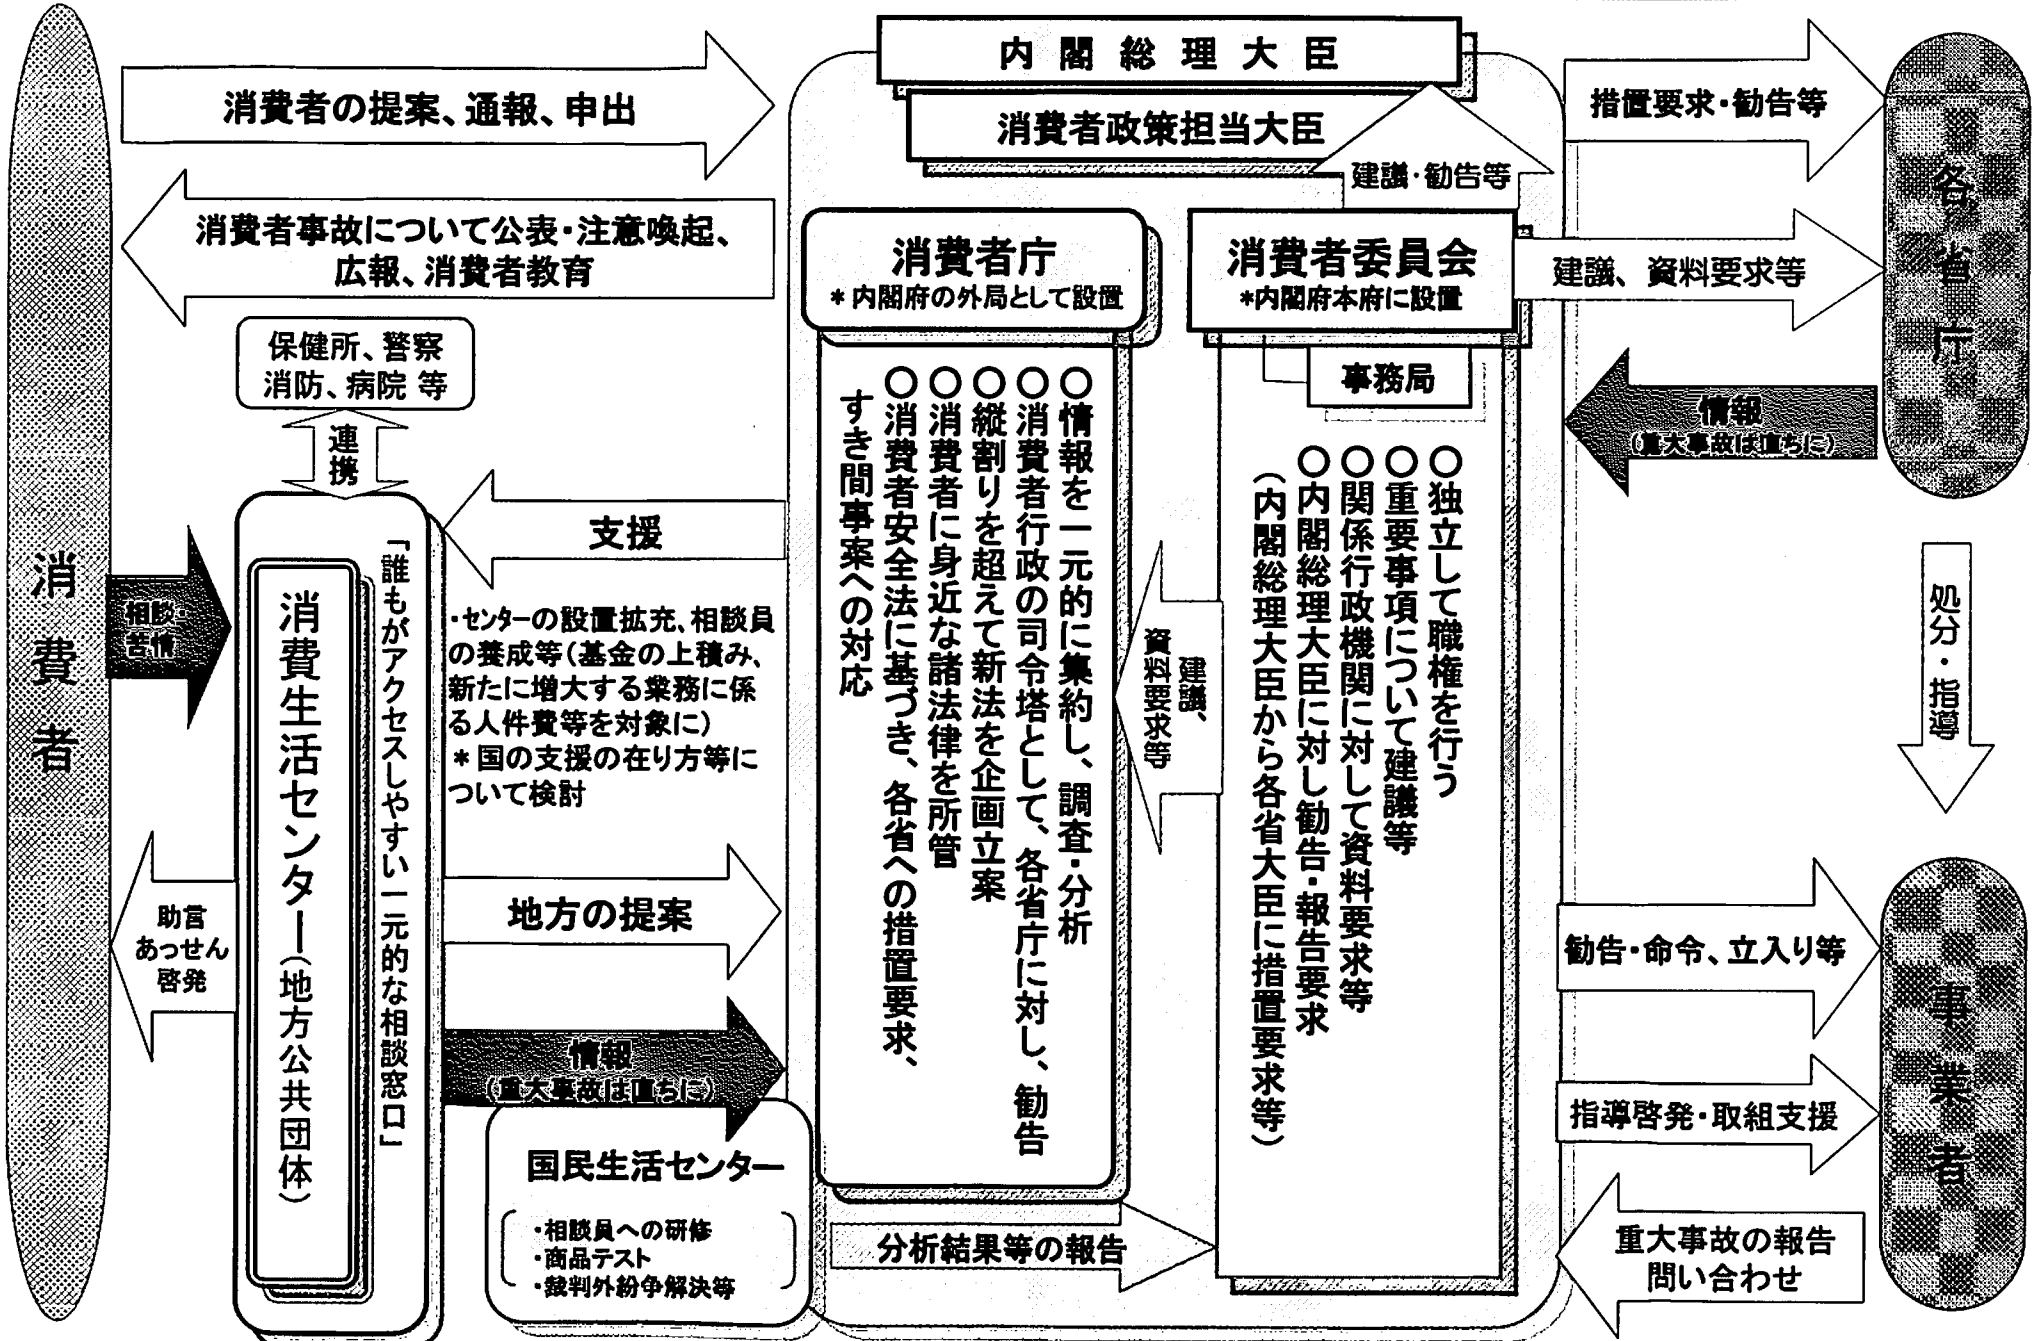 内閣総理大臣
消費者政策担当大臣
消費者の提案、通報、申出
措置要求・勧告等
建議・勧告等
各省庁
消費者事故について公表・注意喚起、
広報、消費者教育
消費者庁
＊内閣府の外局として設置
消費者委員会
＊内閣府本府に設置
建議、資料要求等
事務局
保健所、警察
消防、病院 等
連携
情報
（重大事故は直ちに）
○情報を一元的に集約し、調査・分析
○消費者行政の司令塔として、各省庁に対し、勧告
○縦割りを超えて新法を企画立案
○消費者に身近な諸法律を所管
○消費者安全法に基づき、各省への措置要求、
すき間事案への対応
○独立して職権を行う
○重要事項について建議等
○関係行政機関に対して資料要求等
○内閣総理大臣に対し勧告・報告要求
（内閣総理大臣から各省大臣に措置要求等）
建議、
資料要求等
支援
・センターの設置拡充、相談員
の養成等（基金の上積み、
新たに増大する業務に係
る人件費等を対象に）
＊国の支援の在り方等に
ついて検討
消費者
相談・
苦情
「誰もがアクセスしやすい一元的な相談窓口」
消費生活センター（地方公共団体）
処分・指導
助言
あっせん
啓発
地方の提案
情報
（重大事故は直ちに）
国民生活センター
・相談員への研修
・商品テスト
・裁判外紛争解決等
分析結果等の報告
勧告・命令、立入り等
指導啓発・取組支援
重大事故の報告
問い合わせ
事業者